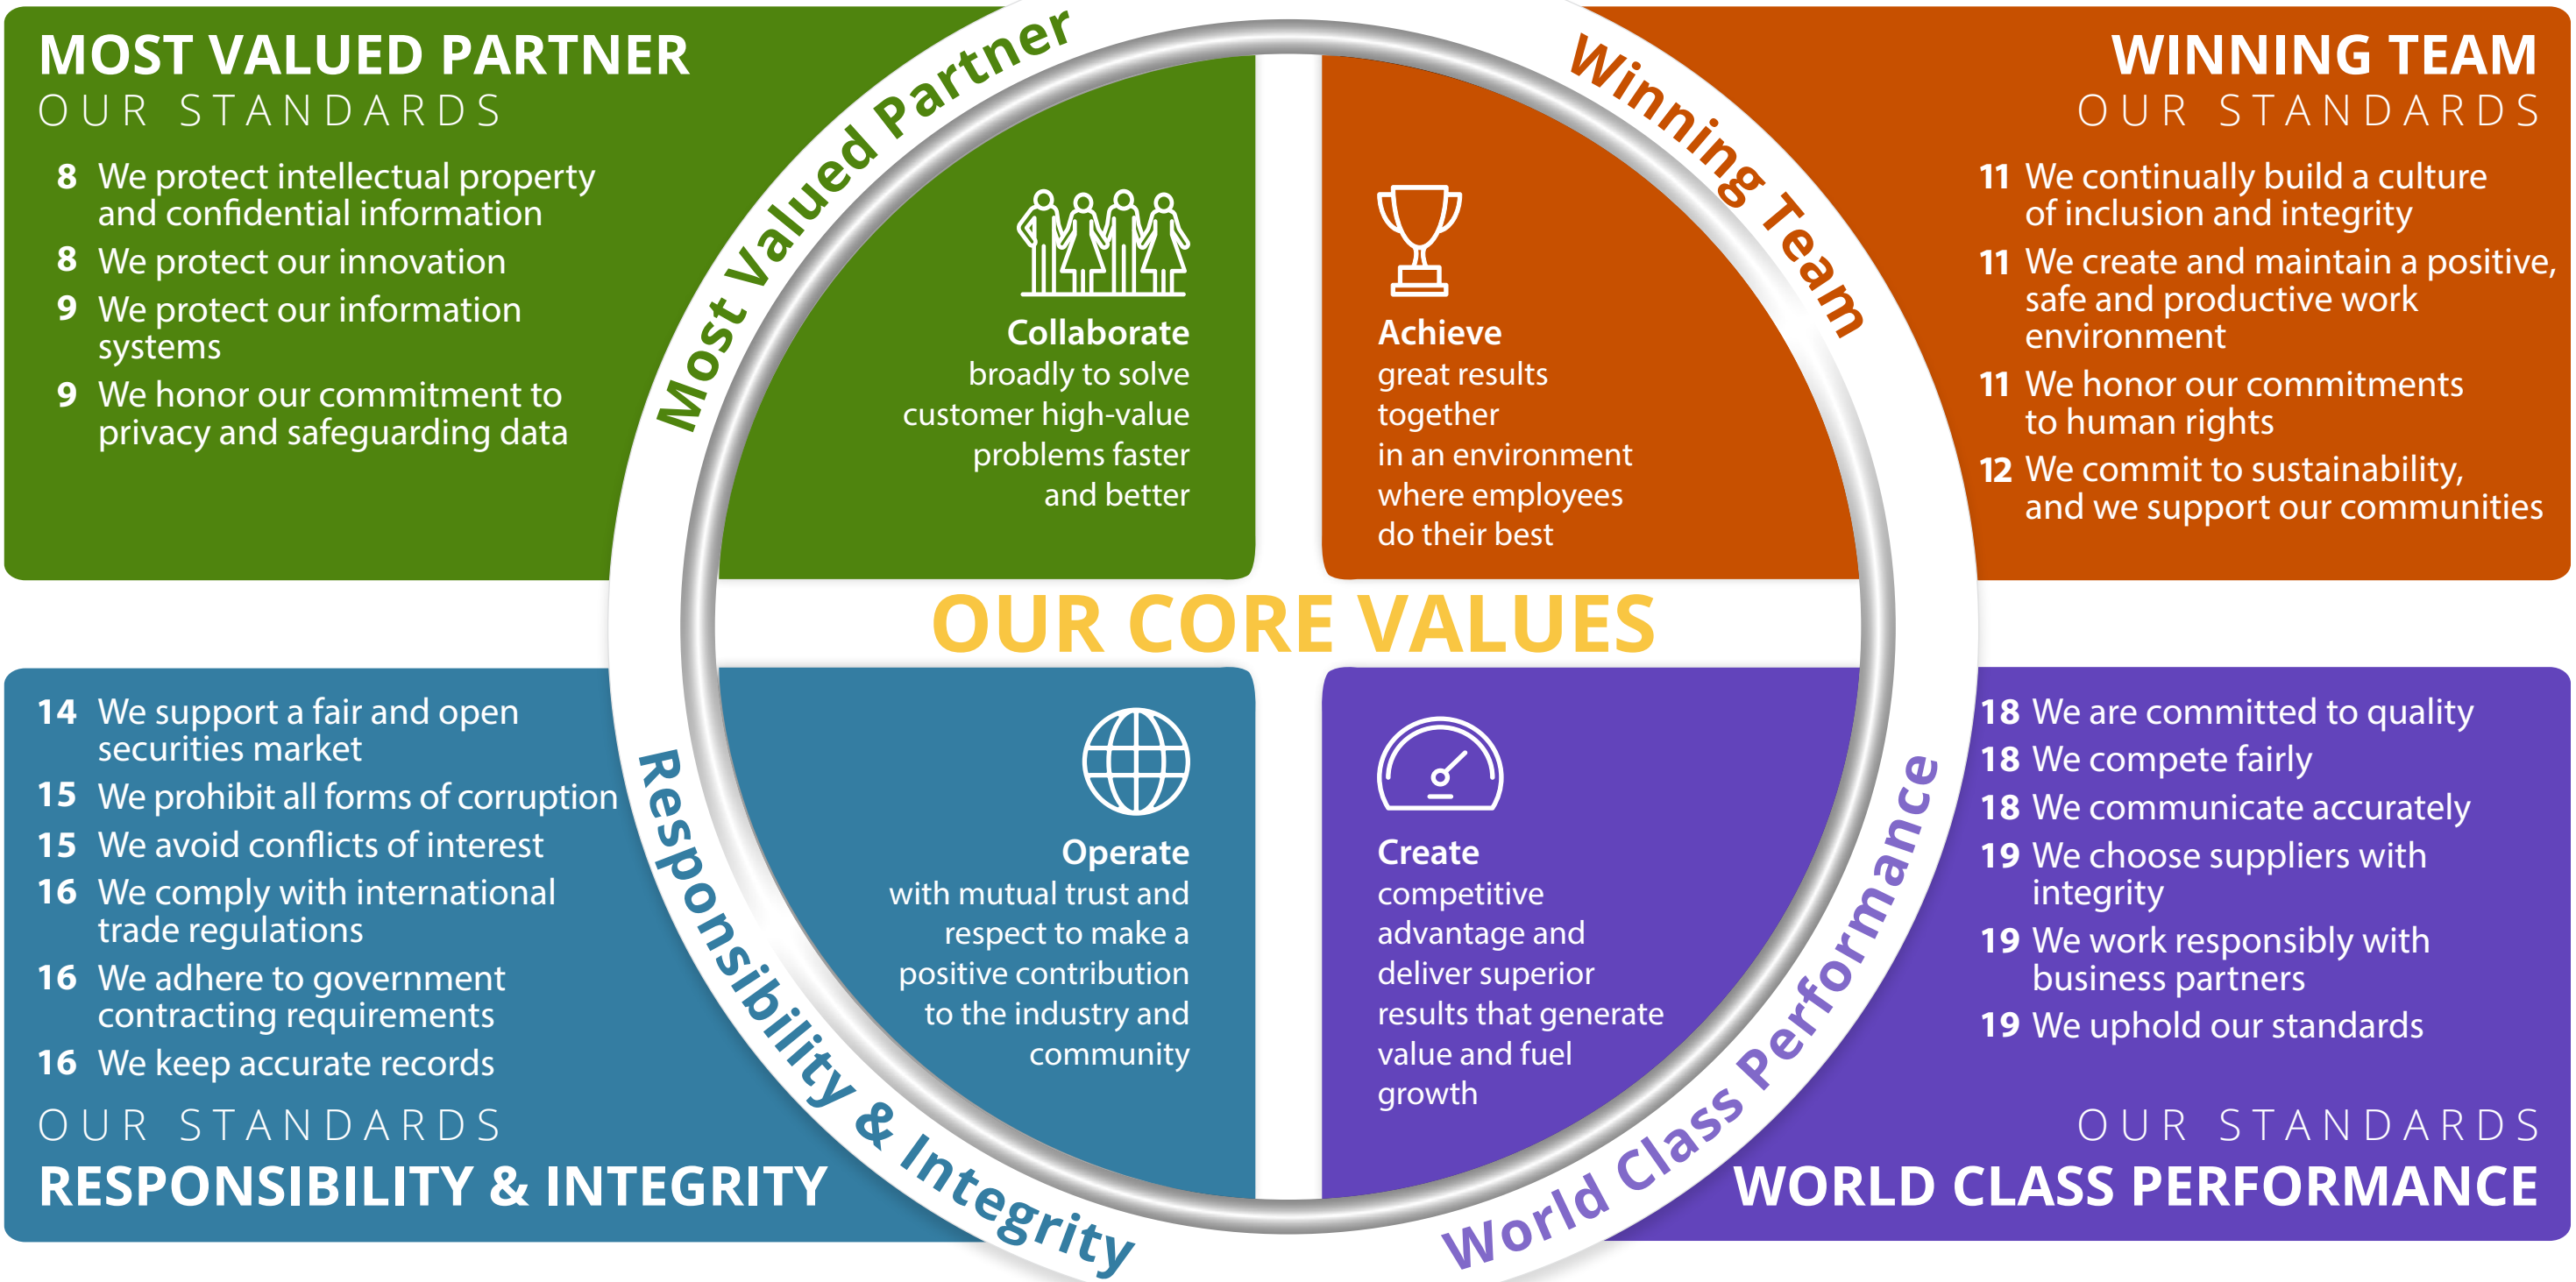 MOST VALUED PARTNER
OUR STANDARDS
8 We protect intellectual property
and confidential information
8 We protect our innovation
9 We protect our information
systems
9 We honor our commitment to
privacy and safeguarding data
Most Valued Partner
Collaborate
broadly to solve
customer high-value
problems faster
and better
Winning Team
Achieve
great results
together
in an environment
where employees
do their best
WINNING TEAM
OUR STANDARDS
11 We continually build a culture
of inclusion and integrity
11 We create and maintain a positive,
safe and productive work
environment
11 We honor our commitments
to human rights
12 We commit to sustainability,
and we support our communities
OUR CORE VALUES
14 We support a fair and open
securities market
15 We prohibit all forms of corruption
15 We avoid conflicts of interest
16 We comply with international
trade regulations
16 We adhere to government
contracting requirements
16 We keep accurate records
OUR STANDARDS
RESPONSIBILITY & INTEGRITY
Responsibility & Integrity
Operate
with mutual trust and
respect to make a
positive contribution
to the industry and
community
Create
competitive
advantage and
deliver superior
results that generate
value and fuel
growth
World Class Performance
18 We are committed to quality
18 We compete fairly
18 We communicate accurately
19 We choose suppliers with
integrity
19 We work responsibly with
business partners
19 We uphold our standards
OUR STANDARDS
WORLD CLASS PERFORMANCE